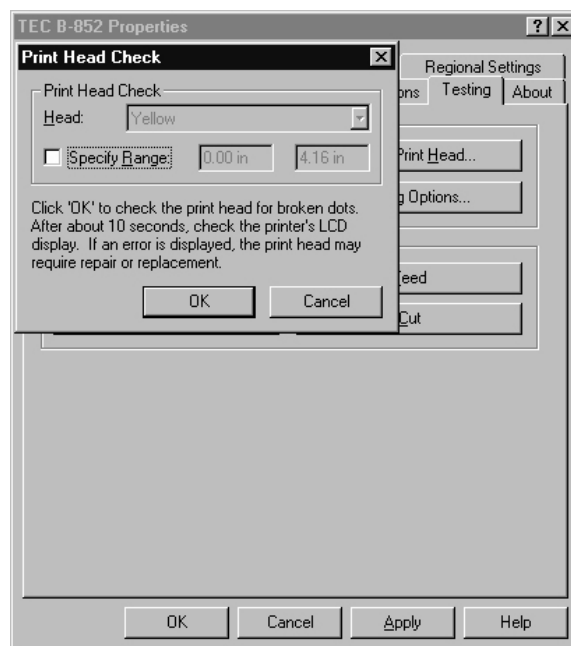 TEC B-852 Properties
Print Head Check
Regional Settings
Testing
About
Print Head Check
Head:
Yellow
Specify Range:
0.00 in
4.16 in
Print Head...
Options...
Click 'OK' to check the print head for broken dots.
After about 10 seconds, check the printer's LCD
display. If an error is displayed, the print head may
require repair or replacement.
OK
Cancel
Cut
OK
Cancel
Apply
Help